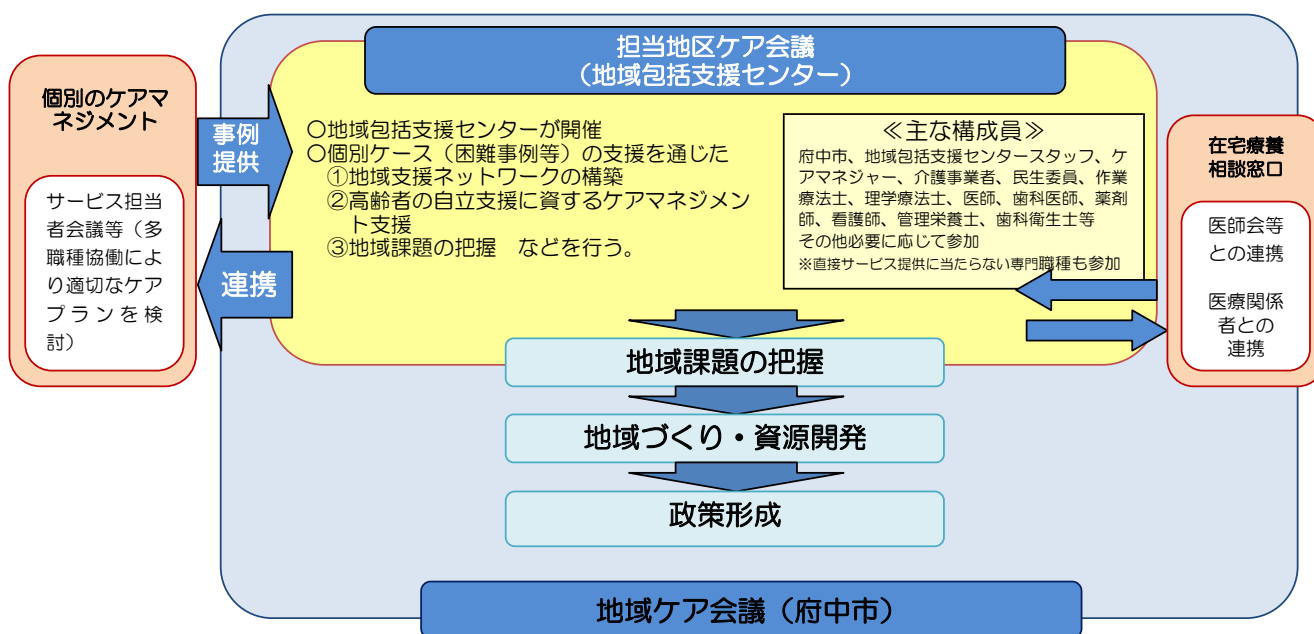 担当地区ケア会議
（地域包括支援センター）
個別のケアマ
ネジメント
サービス担当
者会議等（多
職種協働によ
り適切なケア
プランを検
討）
事例
提供
連携
〇地域包括支援センターが開催
〇個別ケース（困難事例等）の支援を通じた
①地域支援ネットワークの構築
②高齢者の自立支援に資するケアマネジメン
ト支援
③地域課題の把握　などを行う。
≪主な構成員≫
府中市、地域包括支援センタースタッフ、ケ
アマネジャー、介護事業者、民生委員、作業
療法士、理学療法士、医師、歯科医師、薬剤
師、看護師、管理栄養士、歯科衛生士等
その他必要に応じて参加
※直接サービス提供に当たらない専門職種も参加
在宅療養
相談窓口
医師会等
との連携
医療関係
者との
連携
地域課題の把握
地域づくり・資源開発
政策形成
地域ケア会議（府中市）